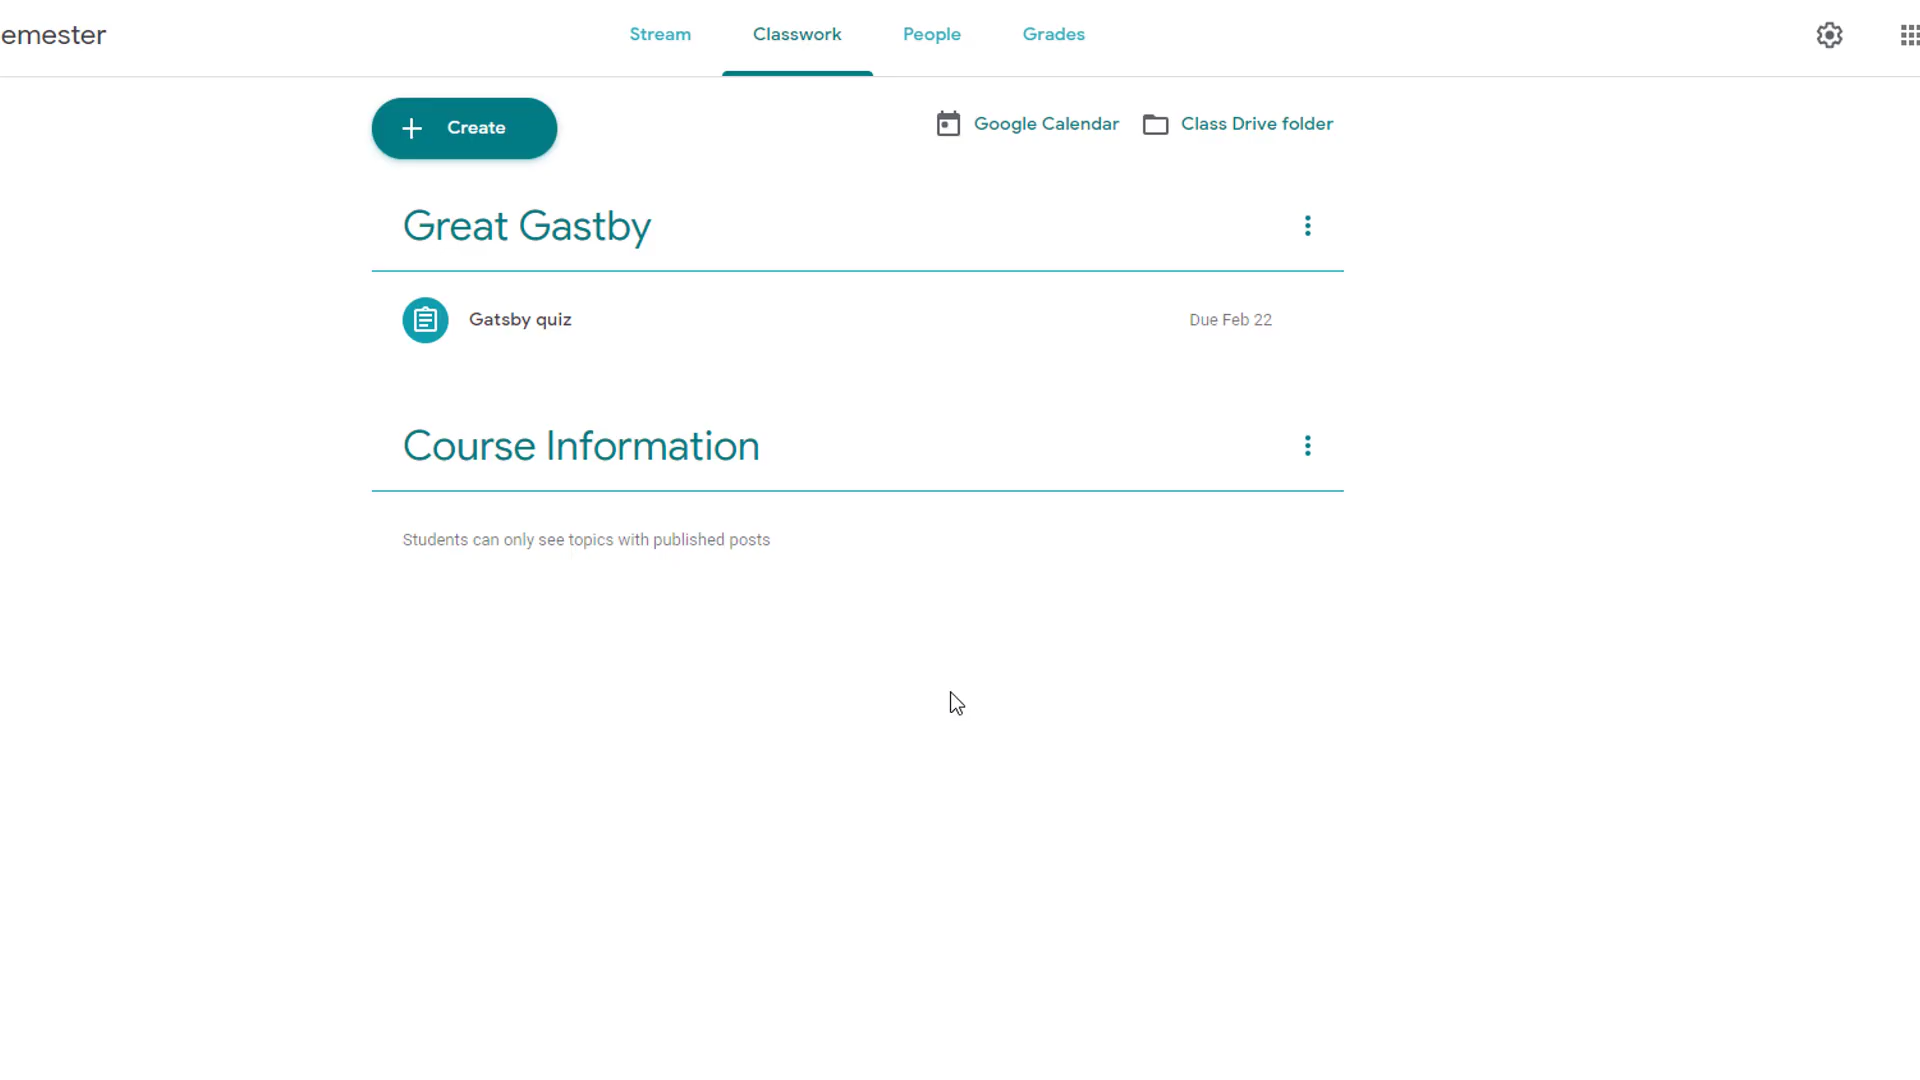 emester
Stream
Classwork
People
Grades
Create
Google Calendar
Class Drive folder
Great Gastby
Gatsby quiz
Due Feb 22
Course Information
Students can only see topics with published posts